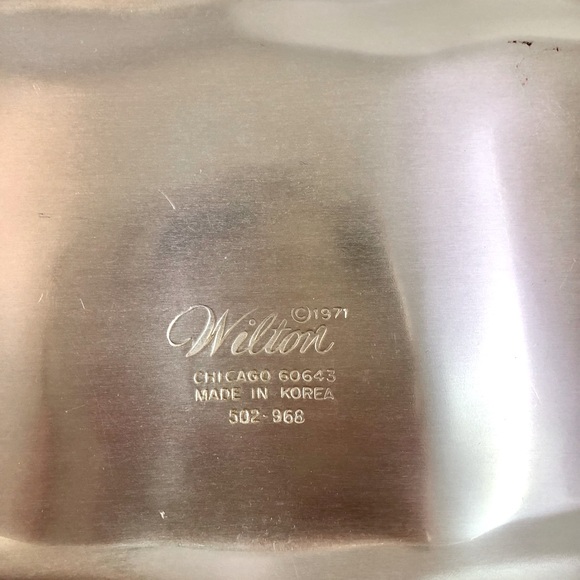 ©1971
Wilton
CHICAGO 60643
MADE IN KOREA
502-968